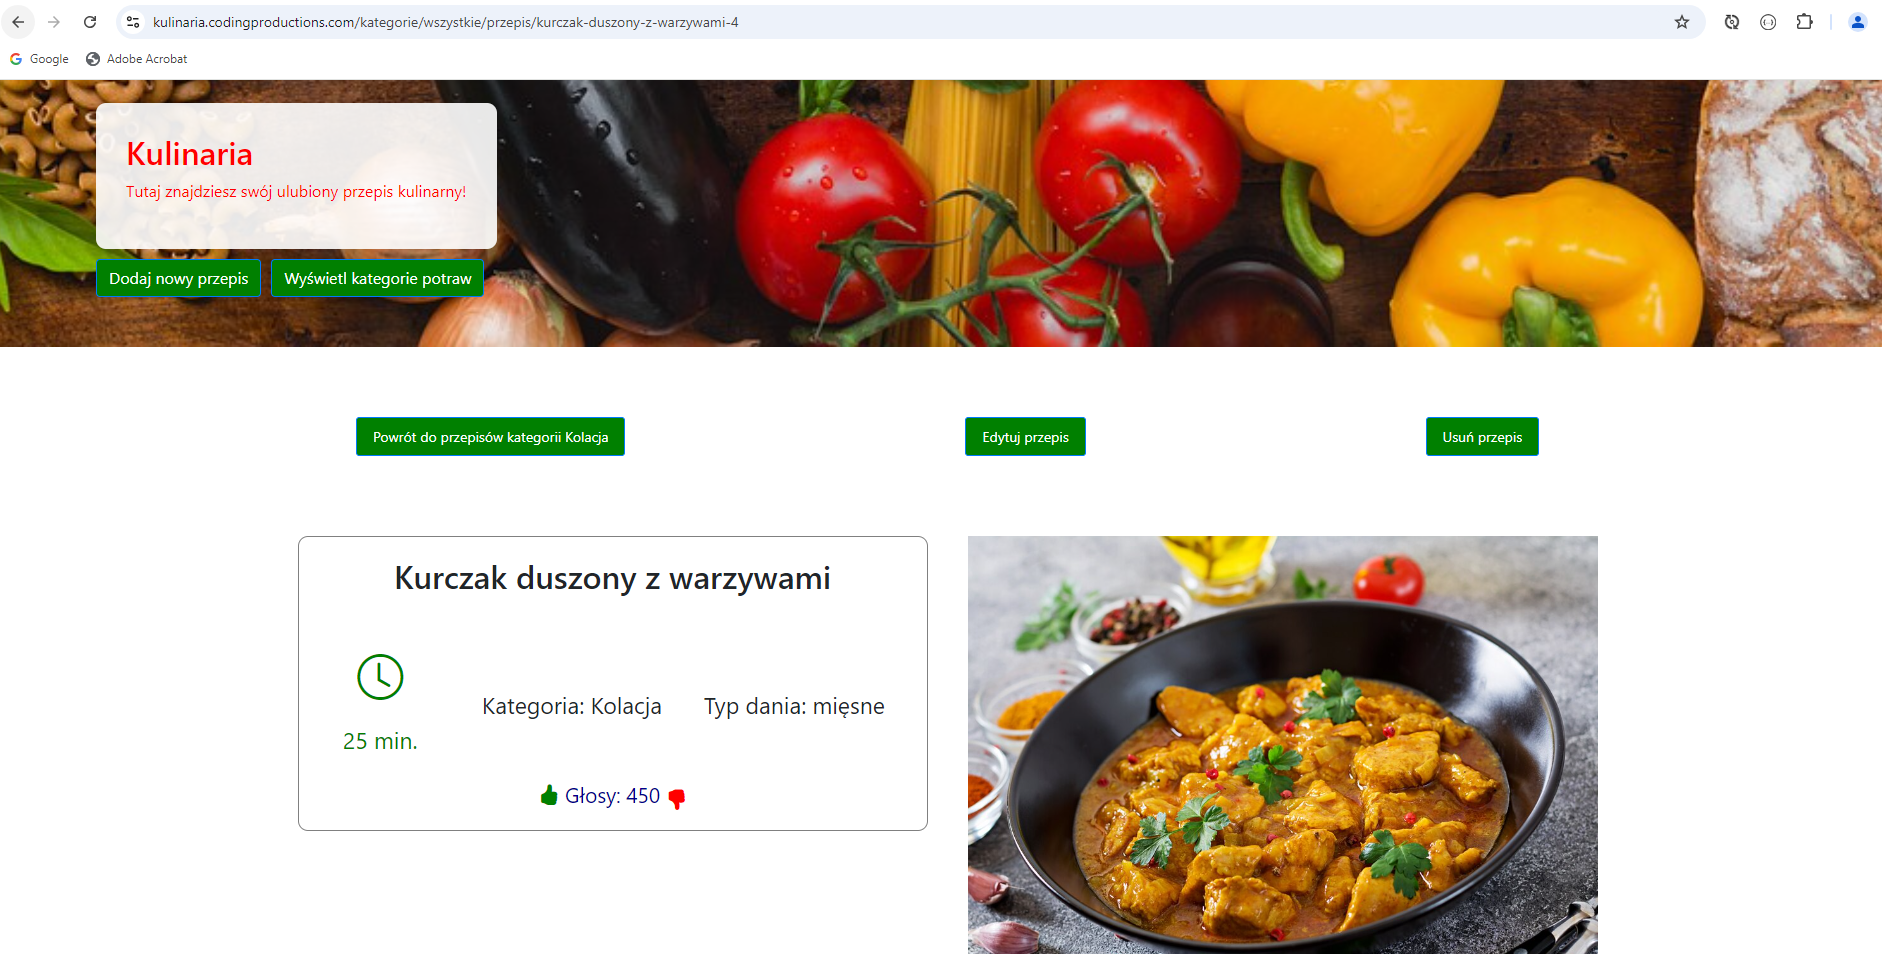 kulinaria.codingproductions.com/kategorie/wszystkie/przepis/kurczak-duszony-z-warzywami-4
Google Adobe Acrobat
Kulinaria
Tutaj znajdziesz swój ulubiony przepis kulinarny!
Dodaj nowy przepis Wyświetl kategorie potraw
Powrót do przepisów kategorii Kolacja Edytuj przepis Usuń przepis
Kurczak duszony z warzywami
Kategoria: Kolacja Typ dania: mięsne
25 min.
Głosy: 450